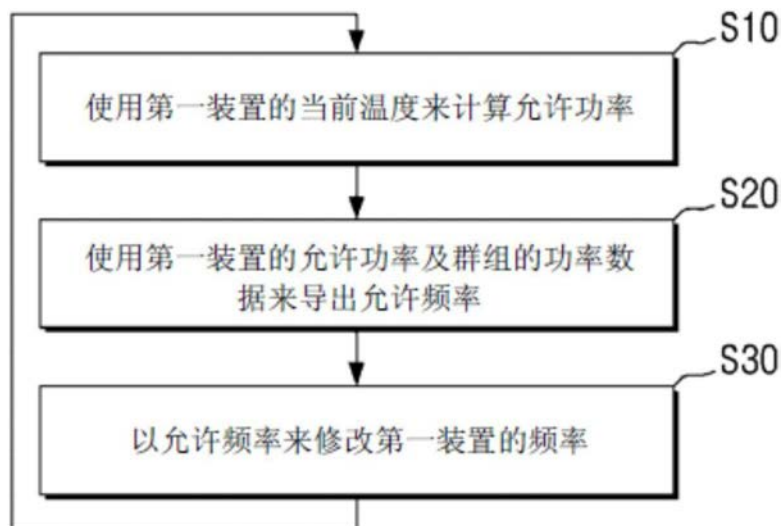 S10
使用第一装置的当前温度来计算允许功率
S20
使用第一装置的允许功率及群组的功率数
据来导出允许频率
S30
以允许频率来修改第一装置的频率